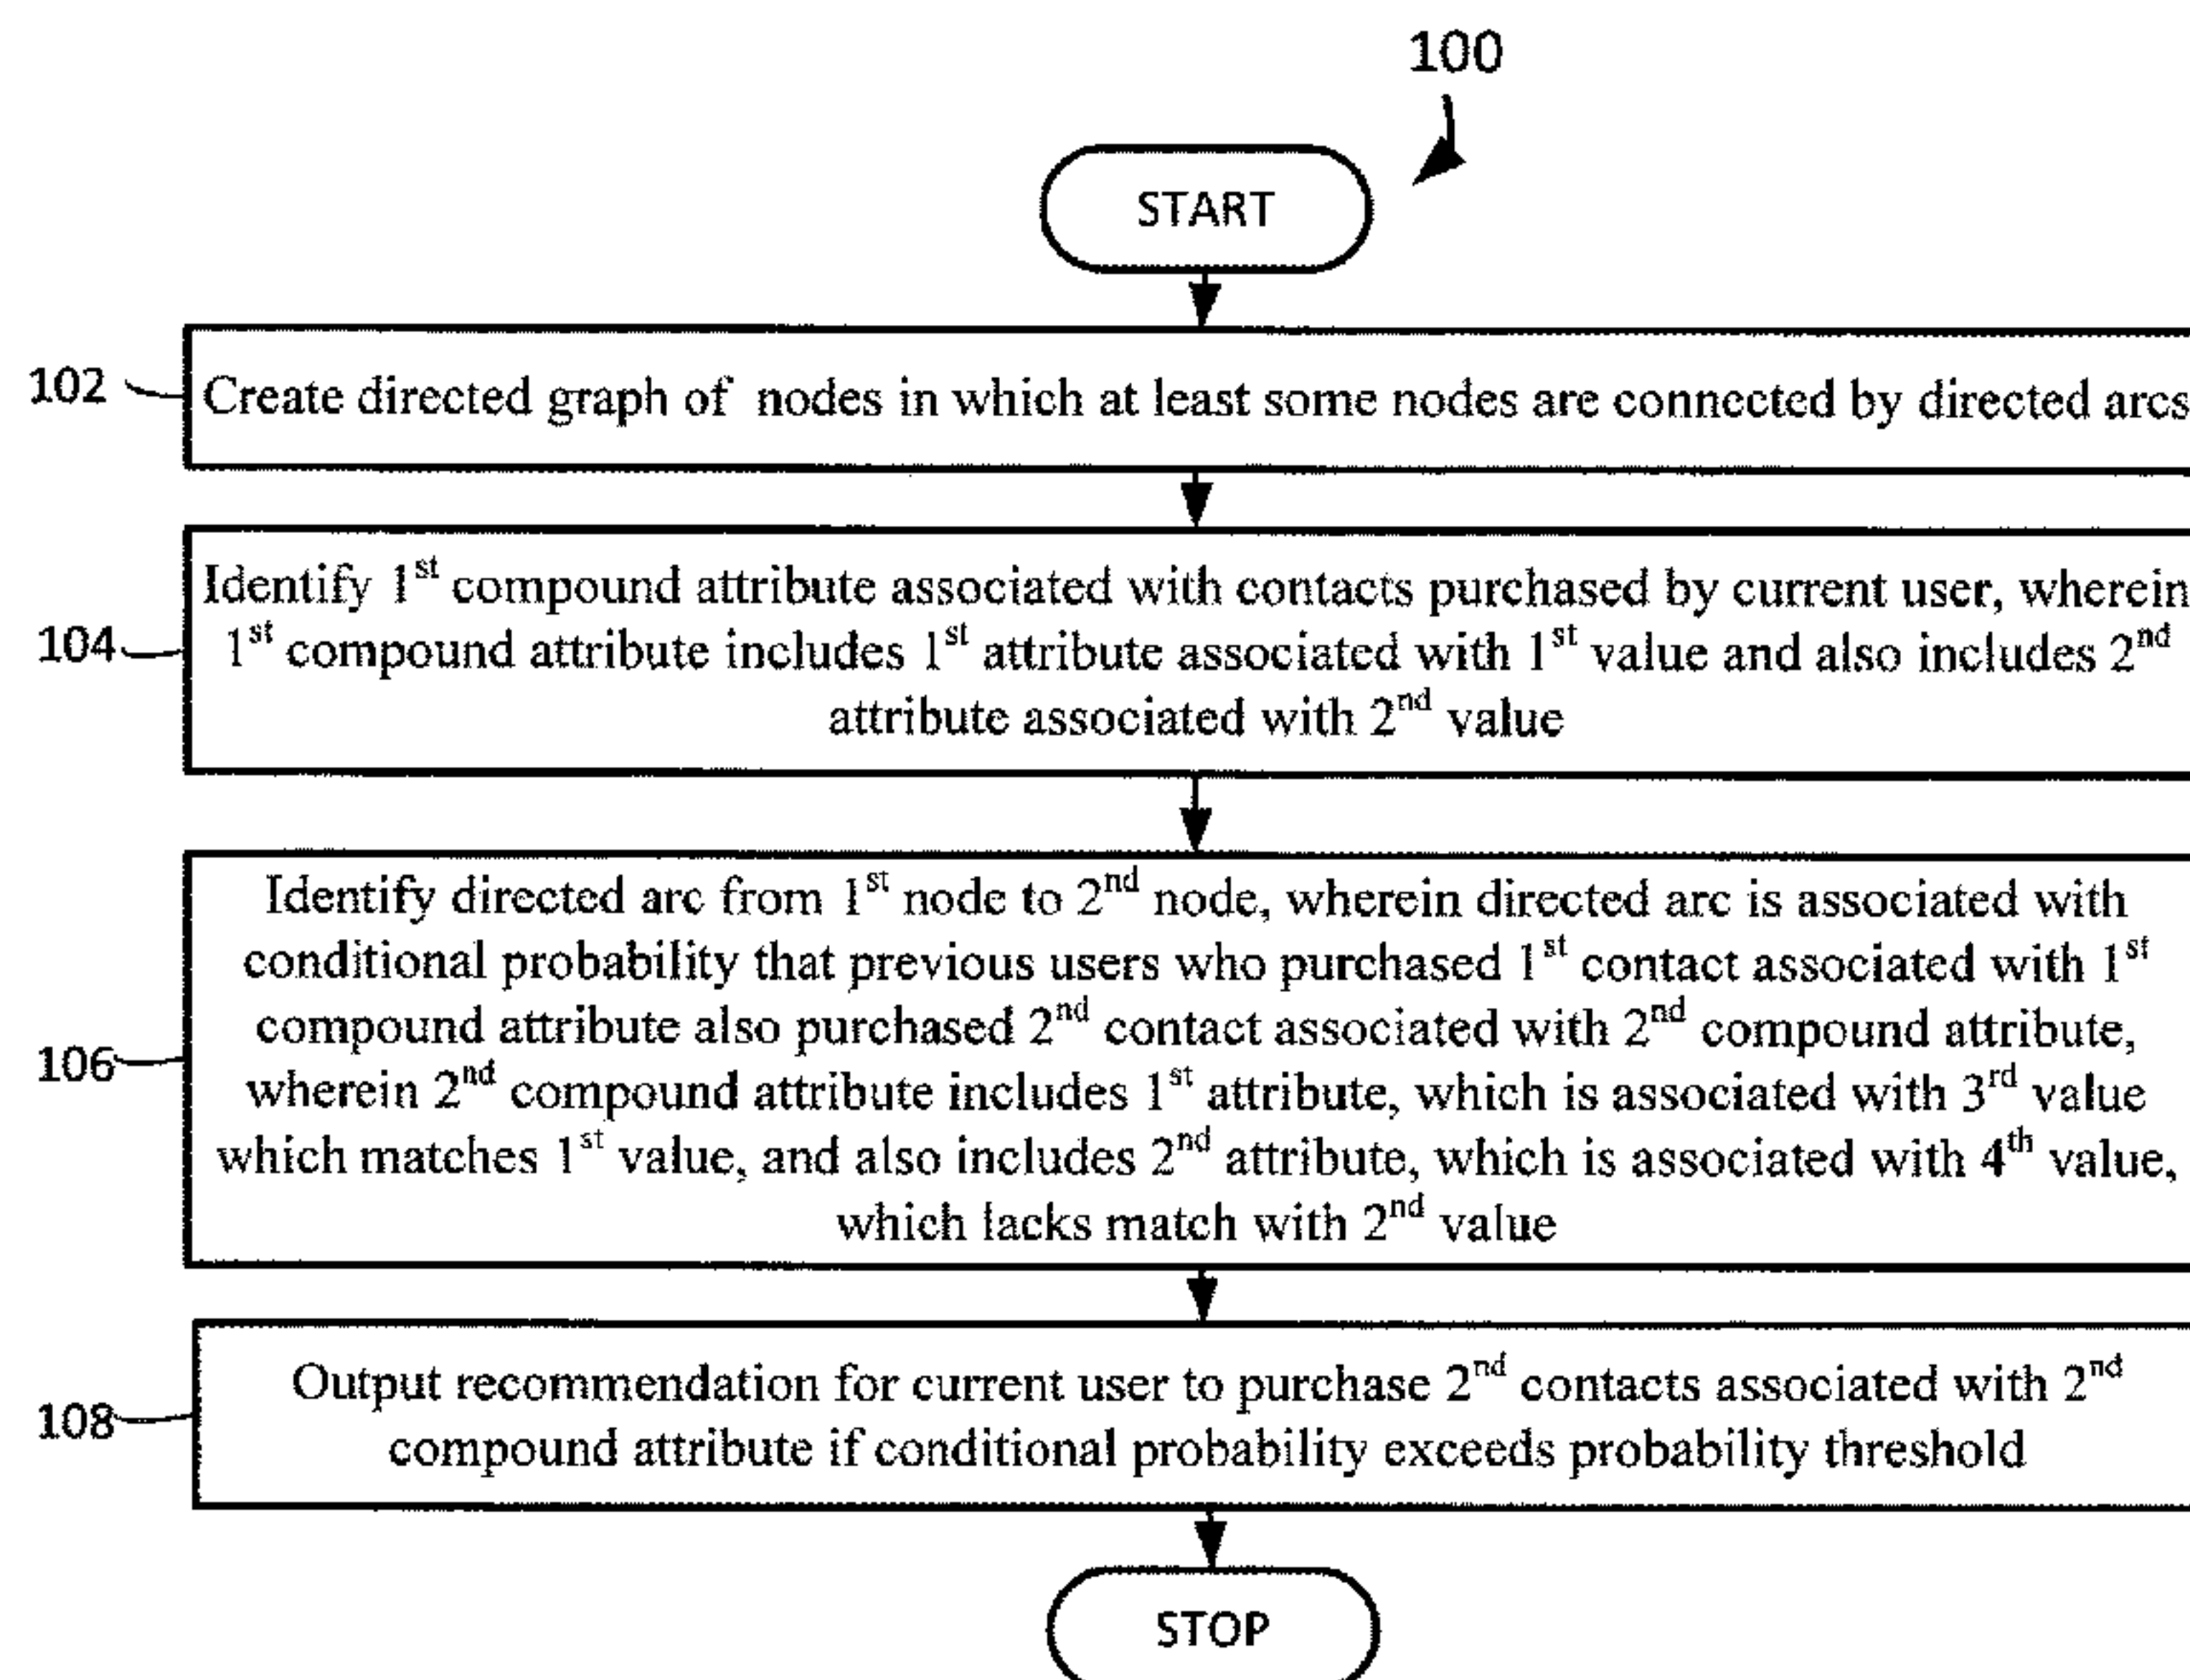 100
START
102
Create directed graph of nodes in which at least some nodes are connected by directed arcs
104
Identify 1st compound attribute associated with contacts purchased by current user, wherein
1st compound attribute includes 1st attribute associated with 1st value and also includes 2nd
attribute associated with 2nd value
106
Identify directed arc from 1st node to 2nd node, wherein directed arc is associated with
conditional probability that previous users who purchased 1st contact associated with 1st
compound attribute also purchased 2nd contact associated with 2nd compound attribute,
wherein 2nd compound attribute includes 1st attribute, which is associated with 3rd value
which matches 1st value, and also includes 2nd attribute, which is associated with 4th value,
which lacks match with 2nd value
108
Output recommendation for current user to purchase 2nd contacts associated with 2nd
compound attribute if conditional probability exceeds probability threshold
STOP